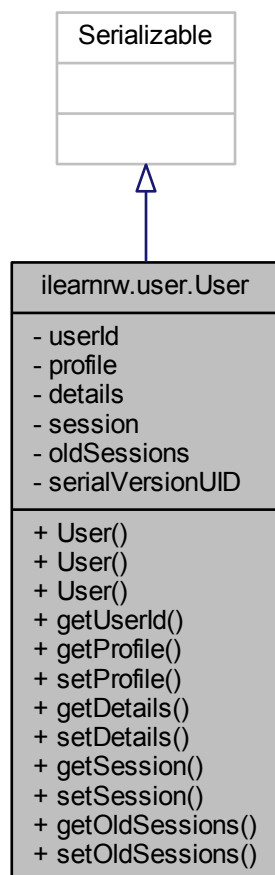 Serializable
ilearnrw.user.User
- userId
- profile
- details
- session
- oldSessions
- serialVersionUID
+ User()
+ User()
+ User()
+ getUserId()
+ getProfile()
+ setProfile()
+ getDetails()
+ setDetails()
+ getSession()
+ setSession()
+ getOldSessions()
+ setOldSessions()